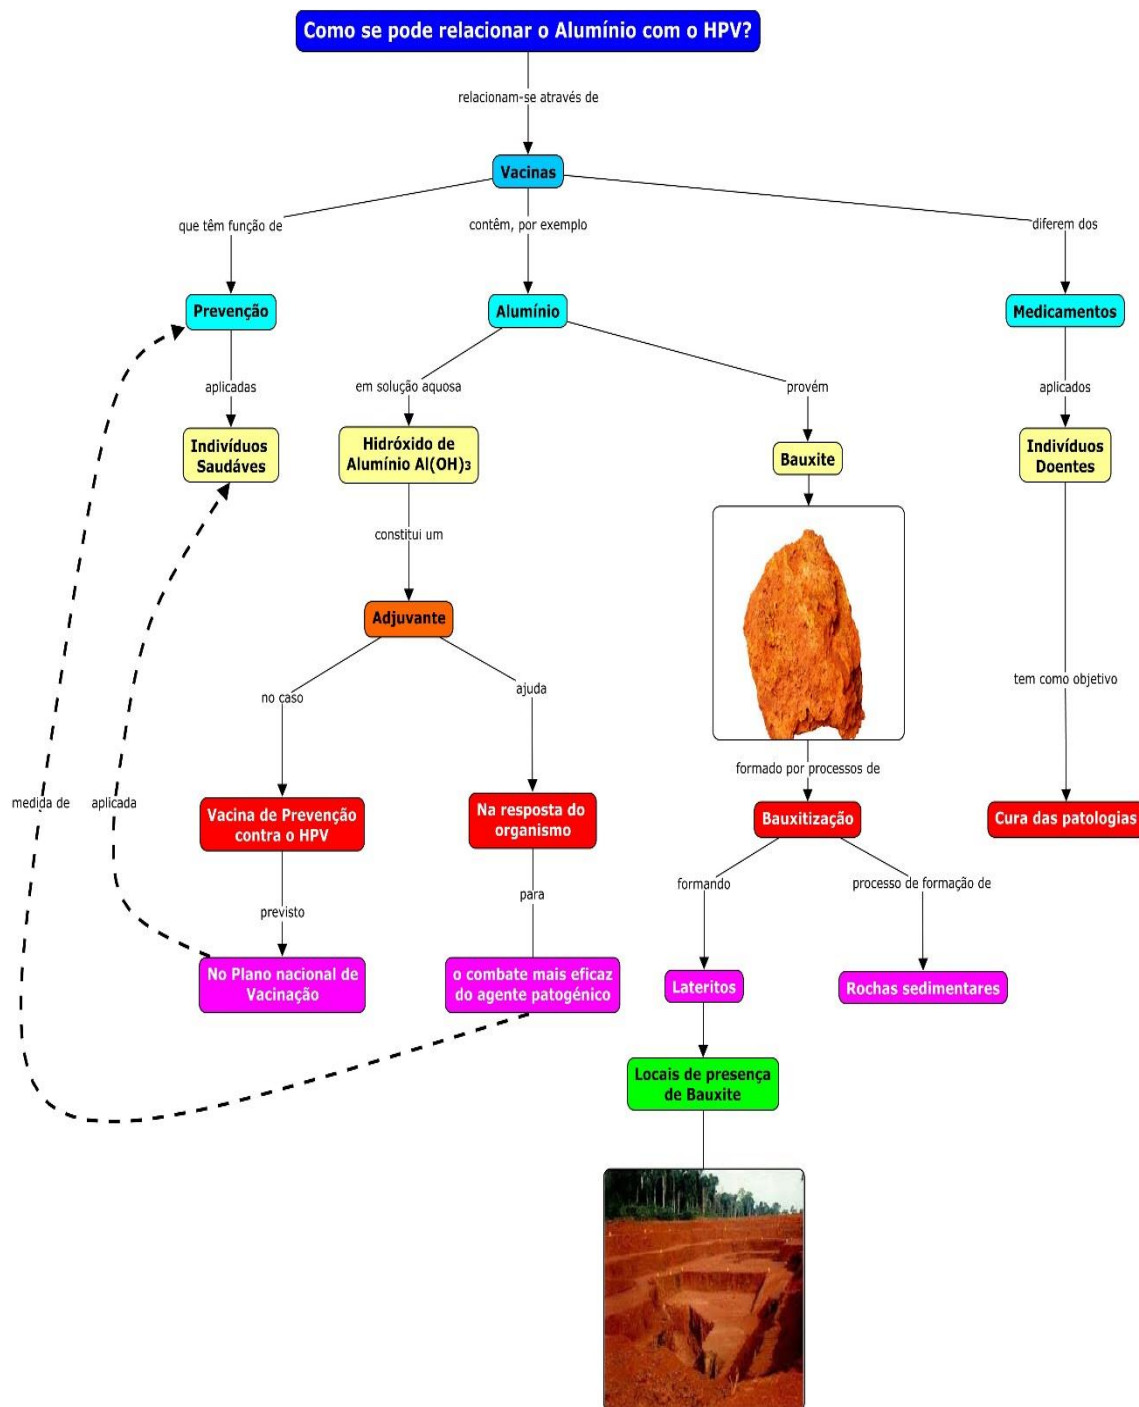 Como se pode relacionar o Alumínio com o HPV?
relacionam-se através de
Vacinas
que têm função de
contêm, por exemplo
diferem dos
Prevenção
Alumínio
Medicamentos
aplicadas
em solução aquosa
provém
aplicados
Indivíduos
Saudáves
Hidróxido de
Alumínio Al(OH)₃
Bauxite
Indivíduos
Doentes
constitui um
Adjuvante
no caso
ajuda
tem como objetivo
formado por processos de
medida de
aplicada
Vacina de Prevenção
contra o HPV
Na resposta do
organismo
Bauxitização
Cura das patologias
previsto
para
formando
processo de formação de
No Plano nacional de
Vacinação
o combate mais eficaz
do agente patogénico
Lateritos
Rochas sedimentares
Locais de presença
de Bauxite